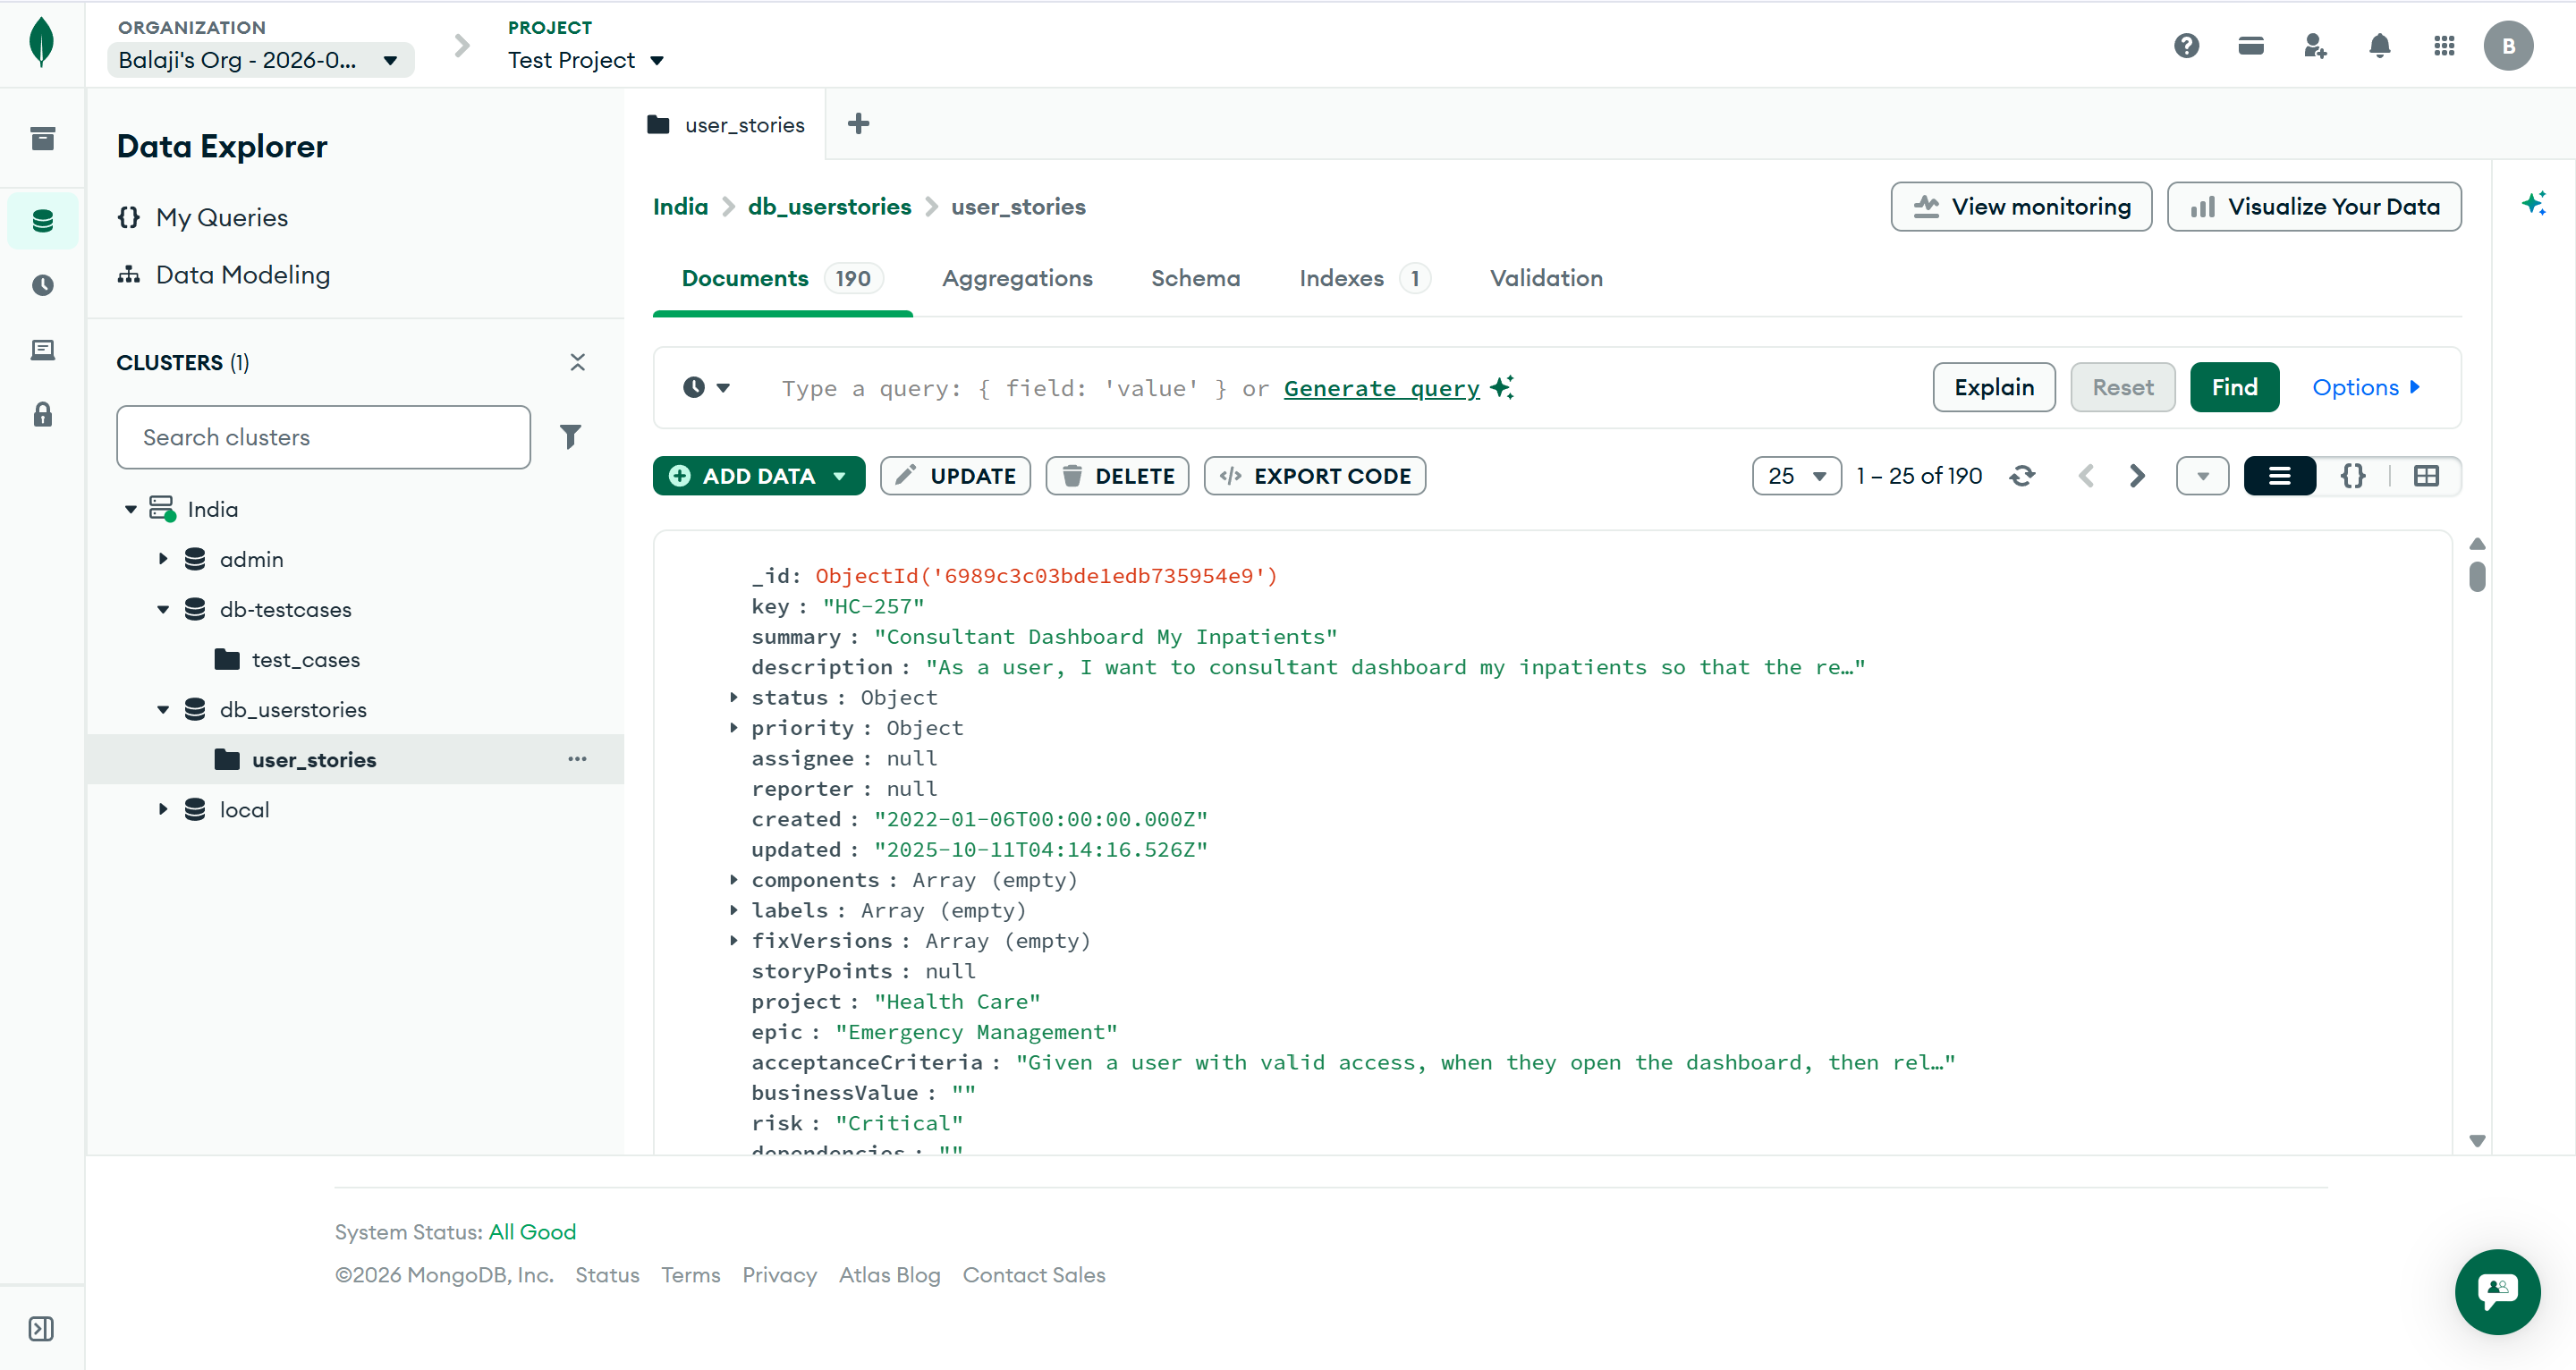 ORGANIZATION
Balaji's Org - 2026-0...
PROJECT
Test Project
B
Data Explorer
My Queries
Data Modeling
CLUSTERS (1)
Search clusters
India
admin
db-testcases
test_cases
db_userstories
user_stories
local
user_stories
India > db_userstories > user_stories
View monitoring
Visualize Your Data
Documents 190
Aggregations
Schema
Indexes 1
Validation
Type a query: { field: 'value' } or Generate query
Explain
Reset
Find
Options
ADD DATA
UPDATE
DELETE
EXPORT CODE
25
1 – 25 of 190
_id: ObjectId('6989c3c03bde1edb735954e9')
key : "HC-257"
summary : "Consultant Dashboard My Inpatients"
description : "As a user, I want to consultant dashboard my inpatients so that the re…"
status : Object
priority : Object
assignee : null
reporter : null
created : "2022-01-06T00:00:00.000Z"
updated : "2025-10-11T04:14:16.526Z"
components : Array (empty)
labels : Array (empty)
fixVersions : Array (empty)
storyPoints : null
project : "Health Care"
epic : "Emergency Management"
acceptanceCriteria : "Given a user with valid access, when they open the dashboard, then rel…"
businessValue : ""
risk : "Critical"
dependencies : ""
System Status: All Good
©2026 MongoDB, Inc. Status Terms Privacy Atlas Blog Contact Sales